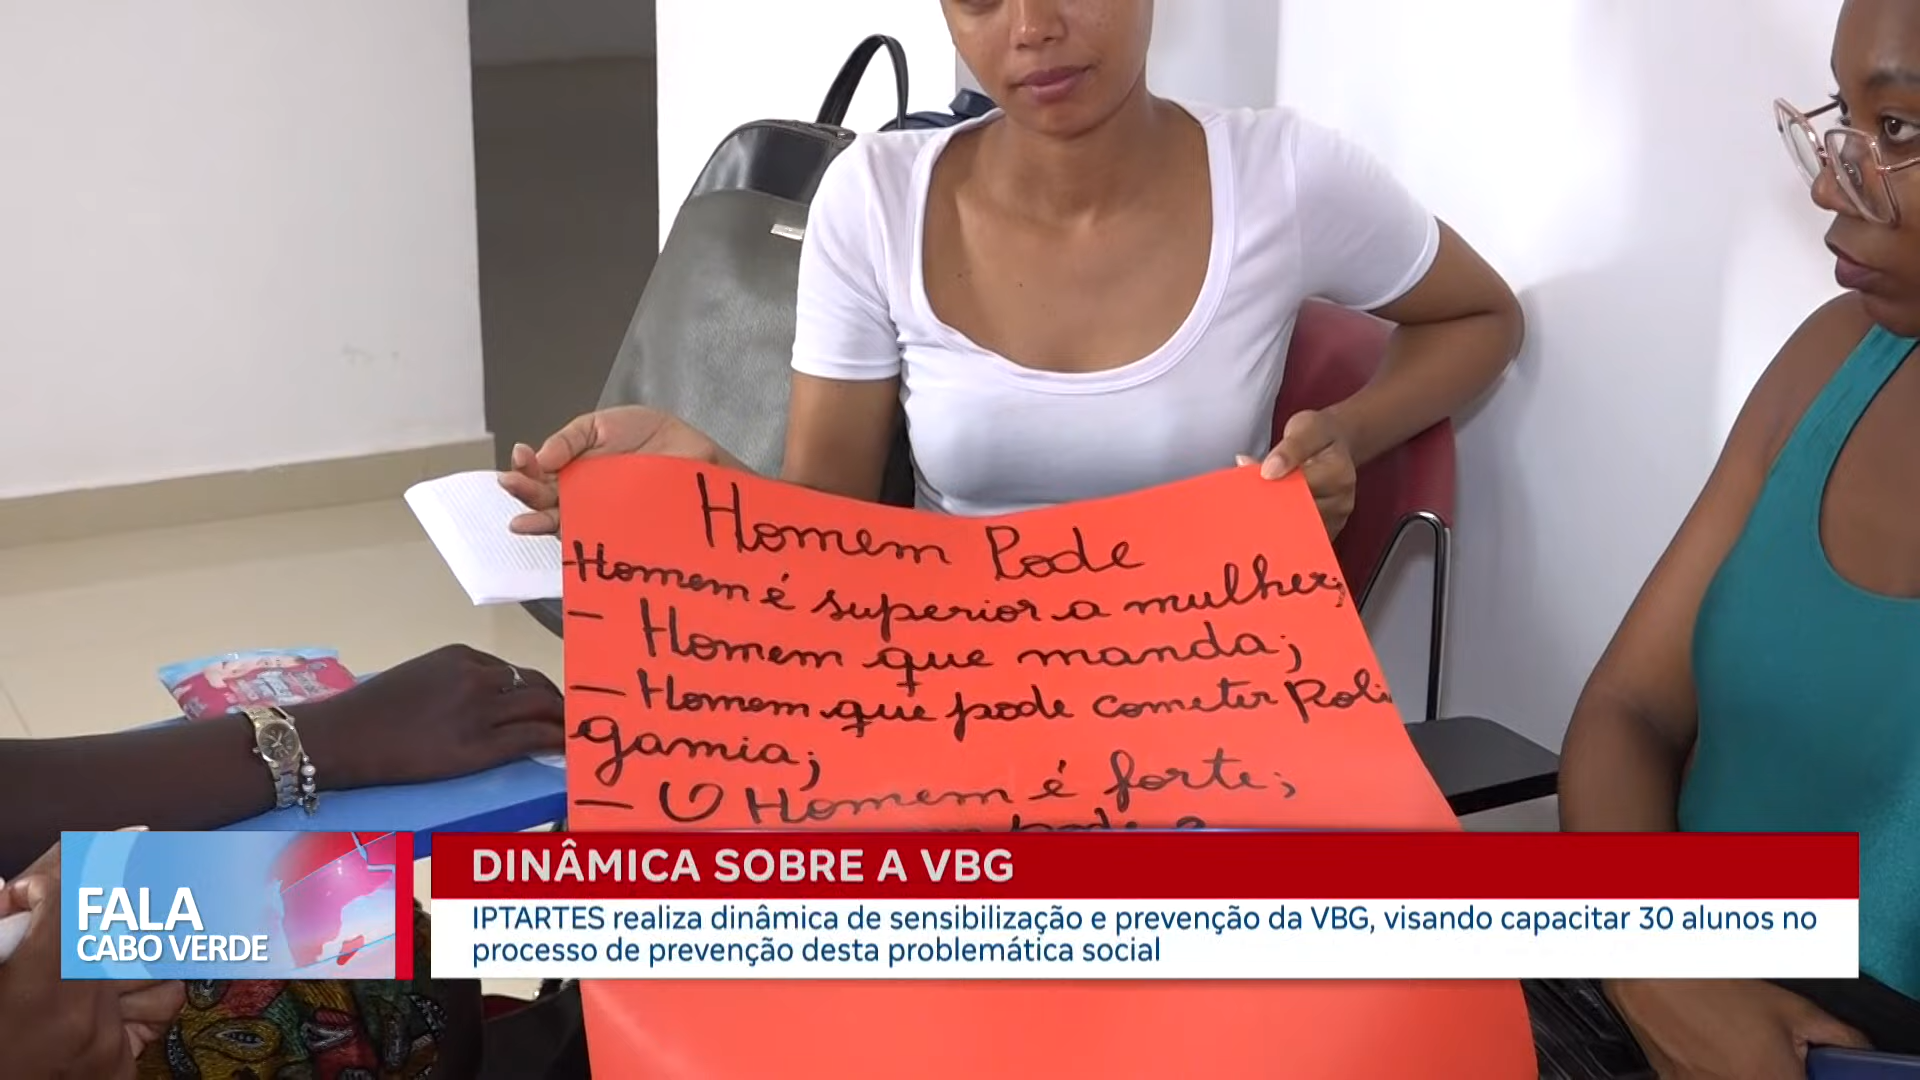 Homem Pode
-Homem é superior a mulher;
- Homem que manda;
- Homem que pode cometer Poli
gamia;
- O Homem é forte;
DINÂMICA SOBRE A VBG
FALA
CABO VERDE
IPTARTES realiza dinâmica de sensibilização e prevenção da VBG, visando capacitar 30 alunos no
processo de prevenção desta problemática social